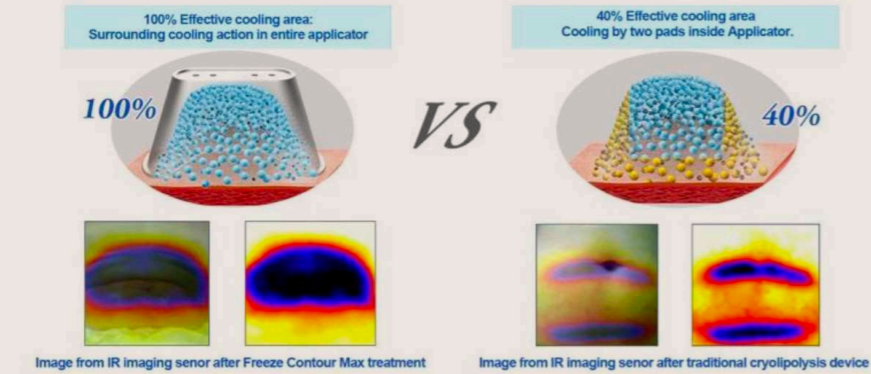 100% Effective cooling area:
Surrounding cooling action in entire applicator
40% Effective cooling area
Cooling by two pads inside Applicator.
100%
VS
40%
Image from IR imaging senor after Freeze Contour Max treatment
Image from IR imaging senor after traditional cryolipolysis device